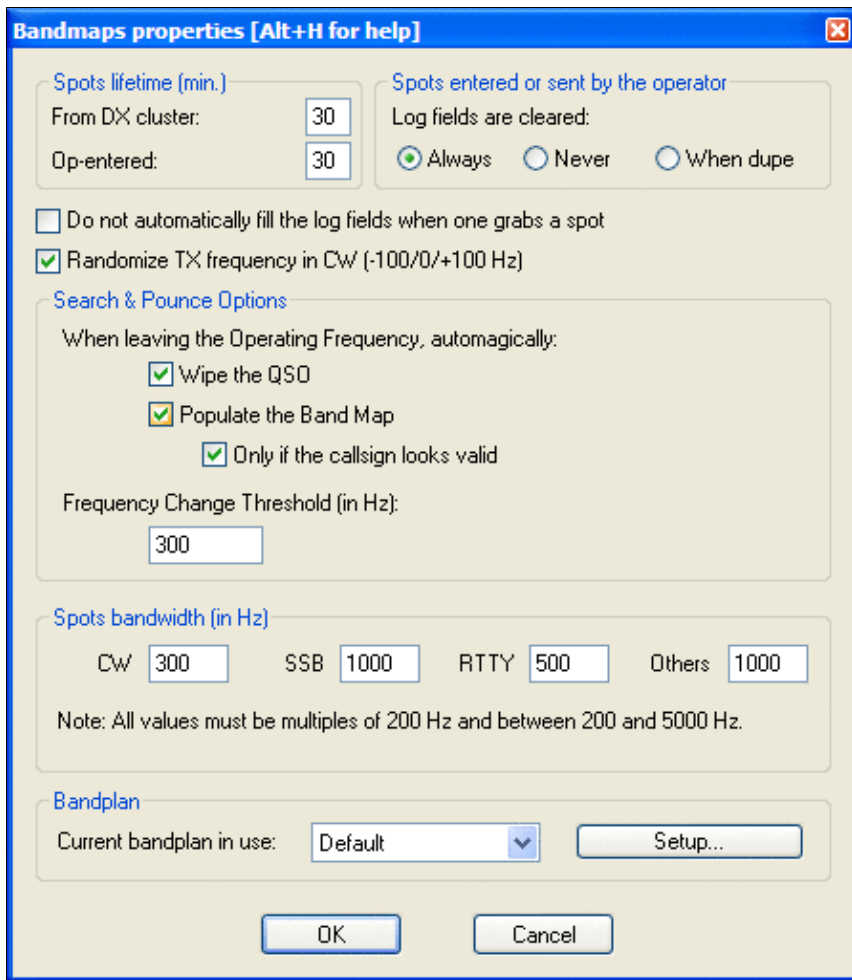 Bandmaps properties [Alt+H for help]
Spots lifetime (min.)
From DX cluster: 30
Op-entered: 30
Spots entered or sent by the operator
Log fields are cleared:
Always Never When dupe
Do not automatically fill the log fields when one grabs a spot
Randomize TX frequency in CW (-100/0/+100 Hz)
Search & Pounce Options
When leaving the Operating Frequency, automagically:
Wipe the QSO
Populate the Band Map
Only if the callsign looks valid
Frequency Change Threshold (in Hz):
300
Spots bandwidth (in Hz)
CW 300 SSB 1000 RTTY 500 Others 1000
Note: All values must be multiples of 200 Hz and between 200 and 5000 Hz.
Bandplan
Current bandplan in use: Default Setup...
OK Cancel